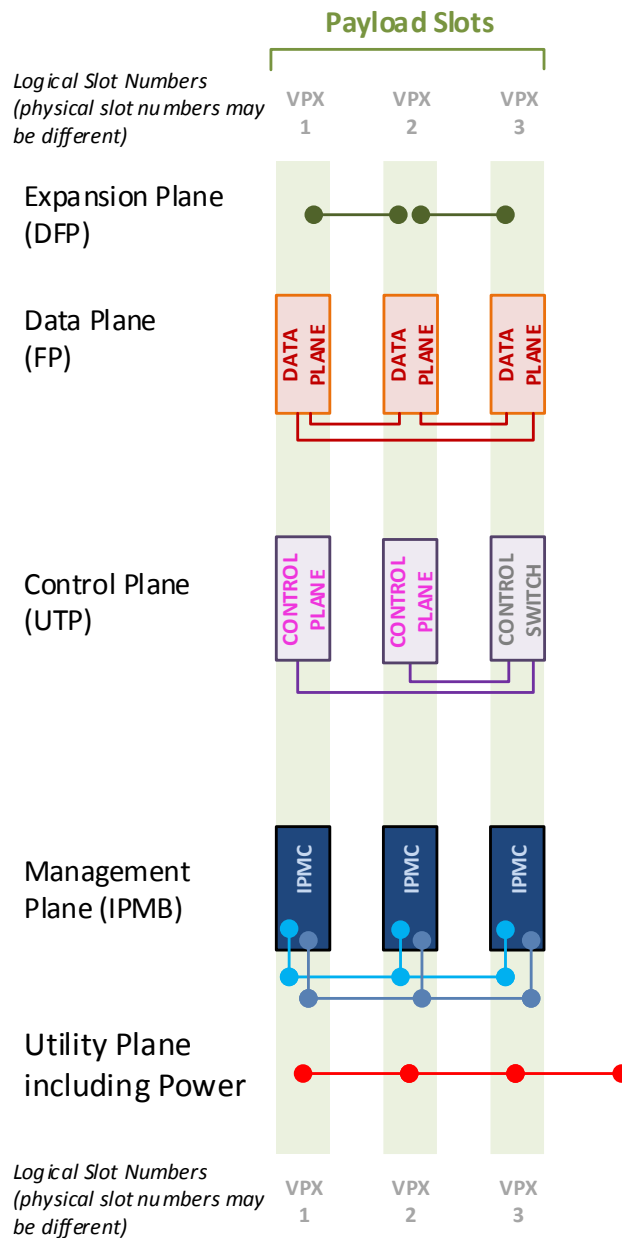 Payload Slots
Logical Slot Numbers
(physical slot numbers may
be different)
VPX
1
VPX
2
VPX
3
Expansion Plane
(DFP)
Data Plane
(FP)
DATA
PLANE
DATA
PLANE
DATA
PLANE
Control Plane
(UTP)
CONTROL
PLANE
CONTROL
PLANE
CONTROL
SWITCH
Management
Plane (IPMB)
IPMC
IPMC
IPMC
Utility Plane
including Power
Logical Slot Numbers
(physical slot numbers may
be different)
VPX
1
VPX
2
VPX
3